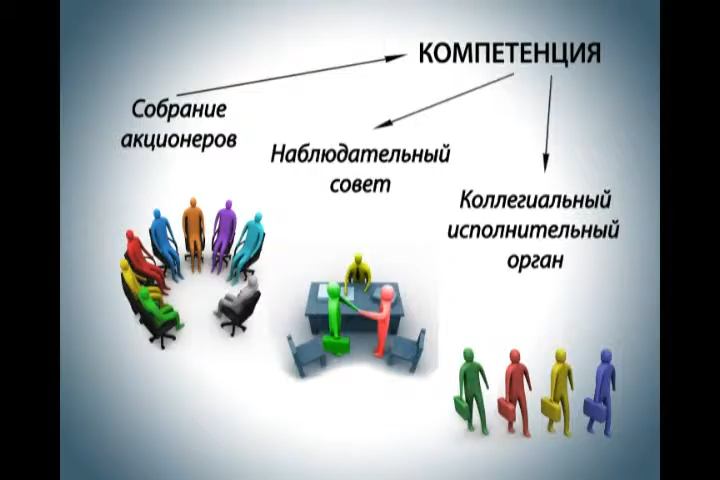 КОМПЕТЕНЦИЯ
Собрание
акционеров
Наблюдательный
совет
Коллегиальный
исполнительный
орган